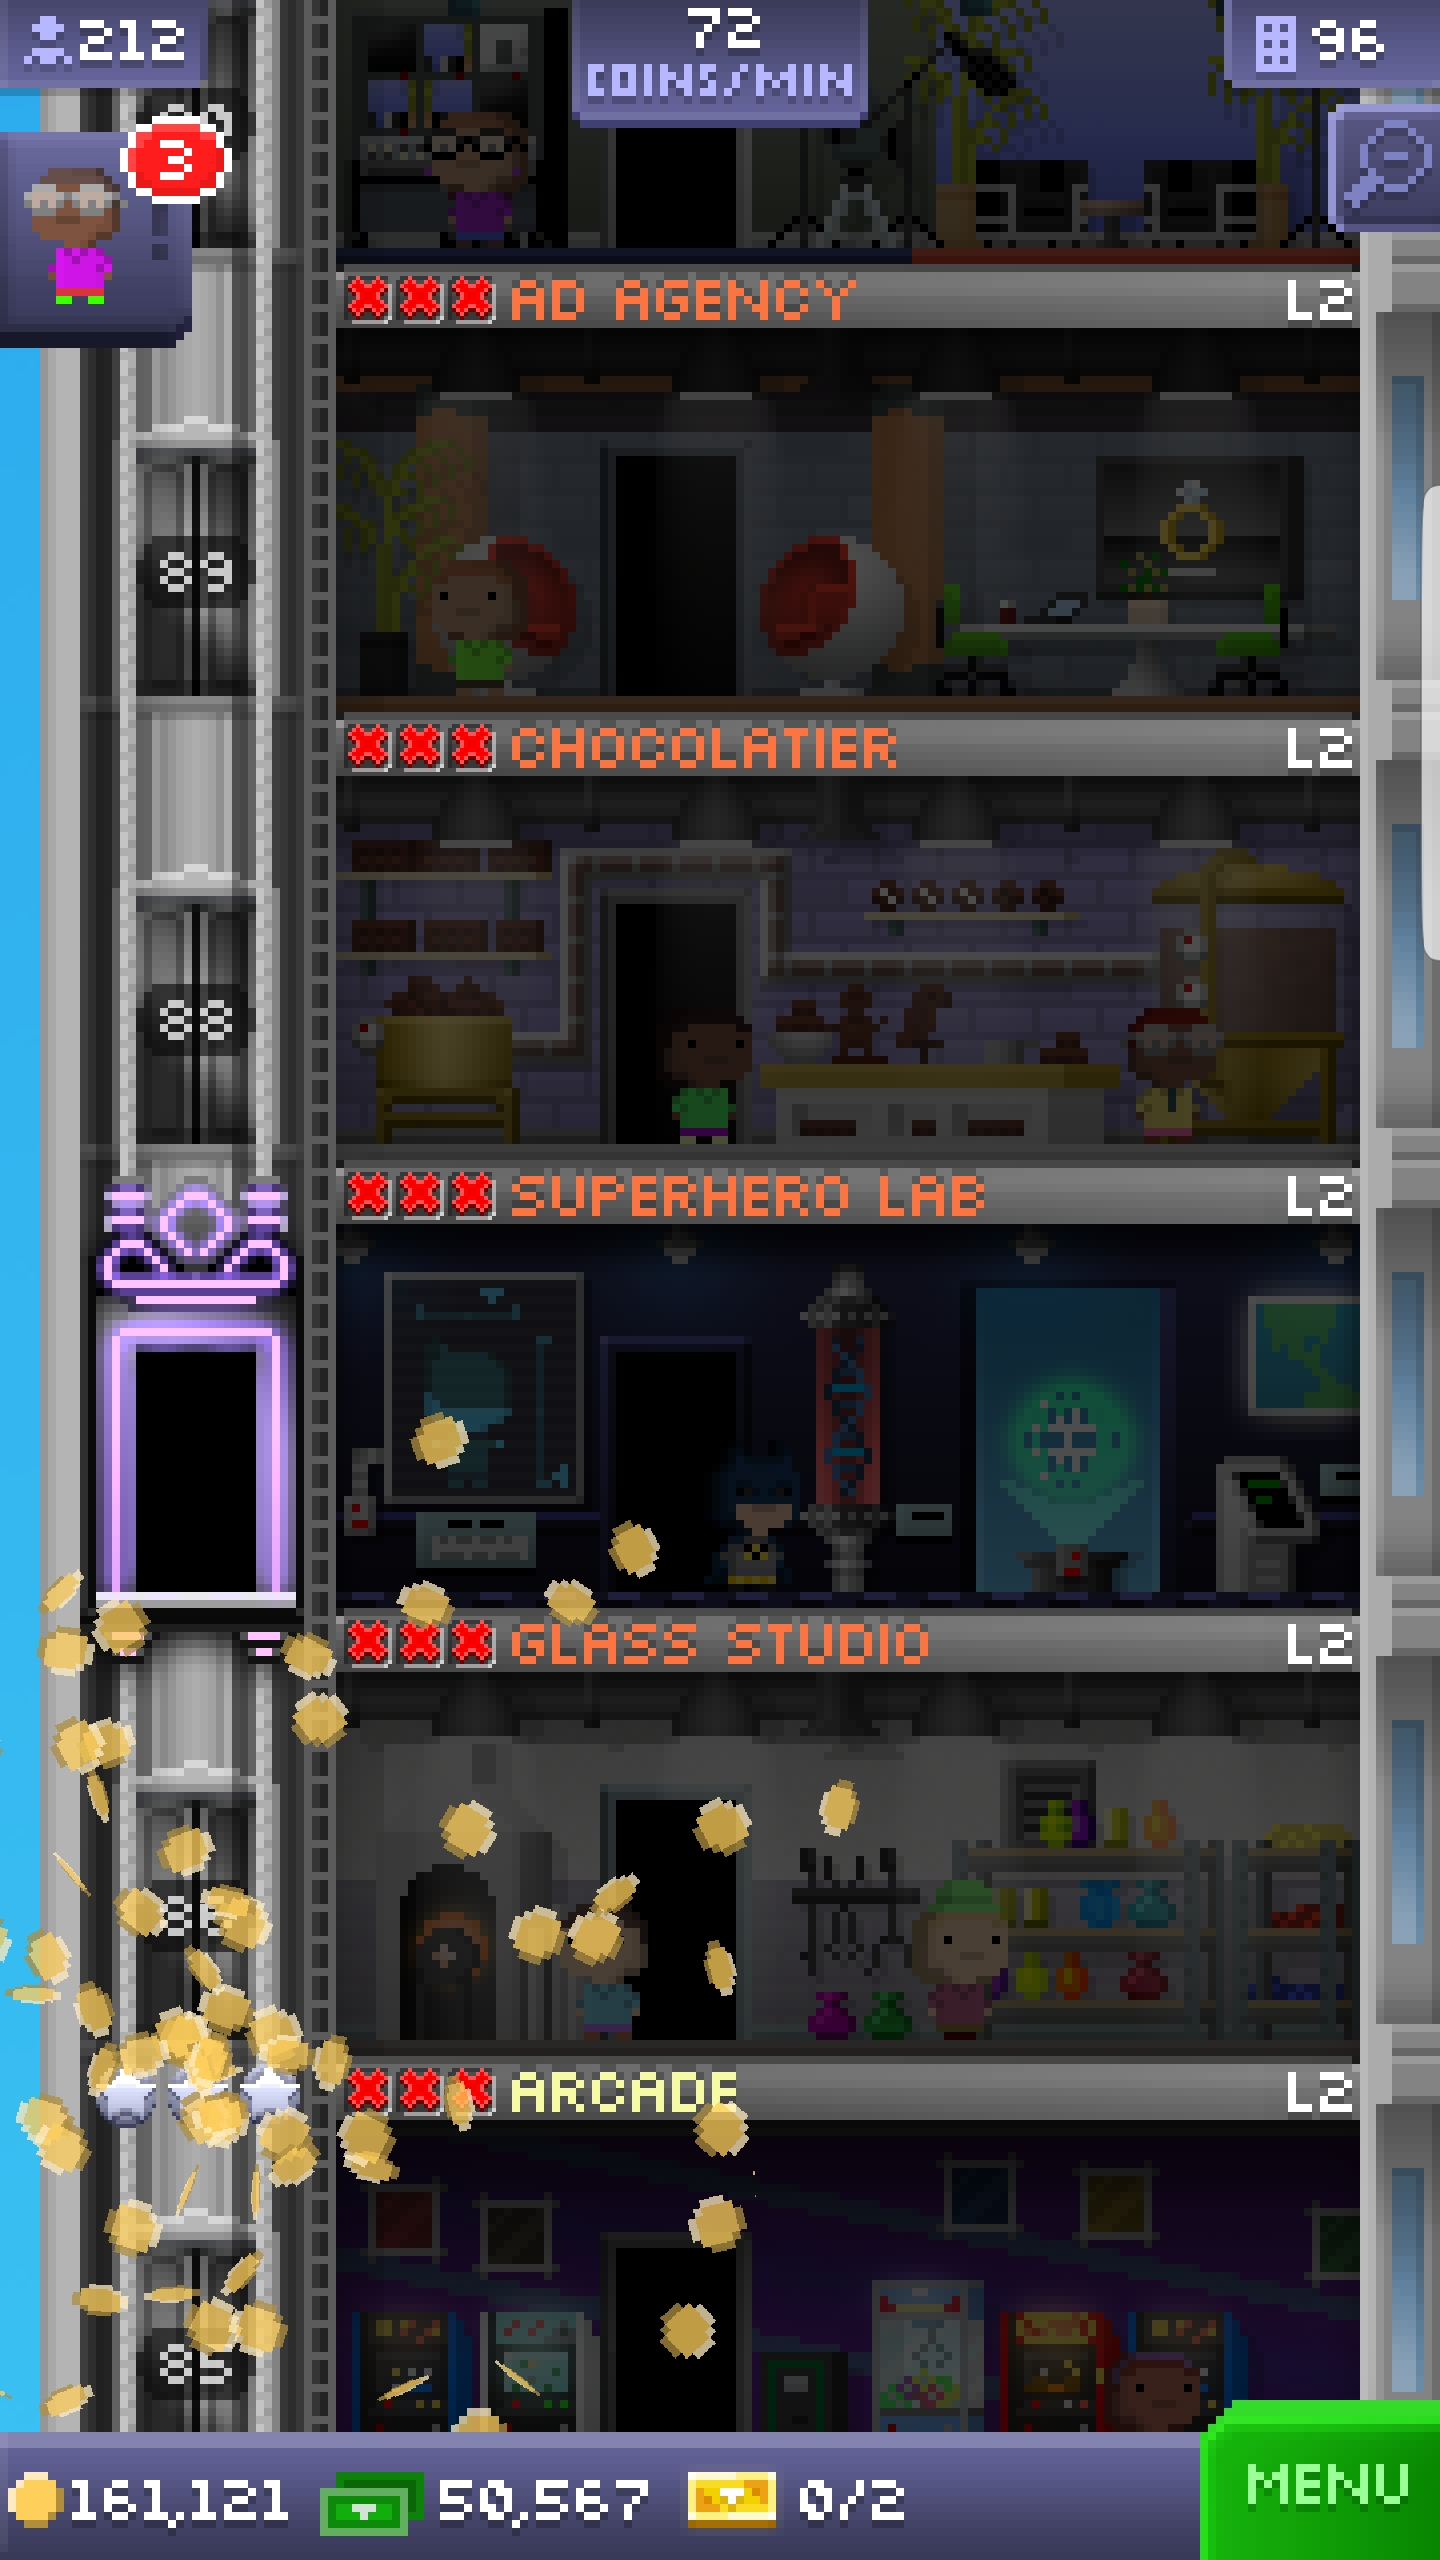 212
72
COINS/MIN
96
3
AD AGENCY L2
89
CHOCOLATIER L2
88
SUPERHERO LAB L2
GLASS STUDIO L2
ARCADE L2
85
161,121 50,567 0/2 MENU